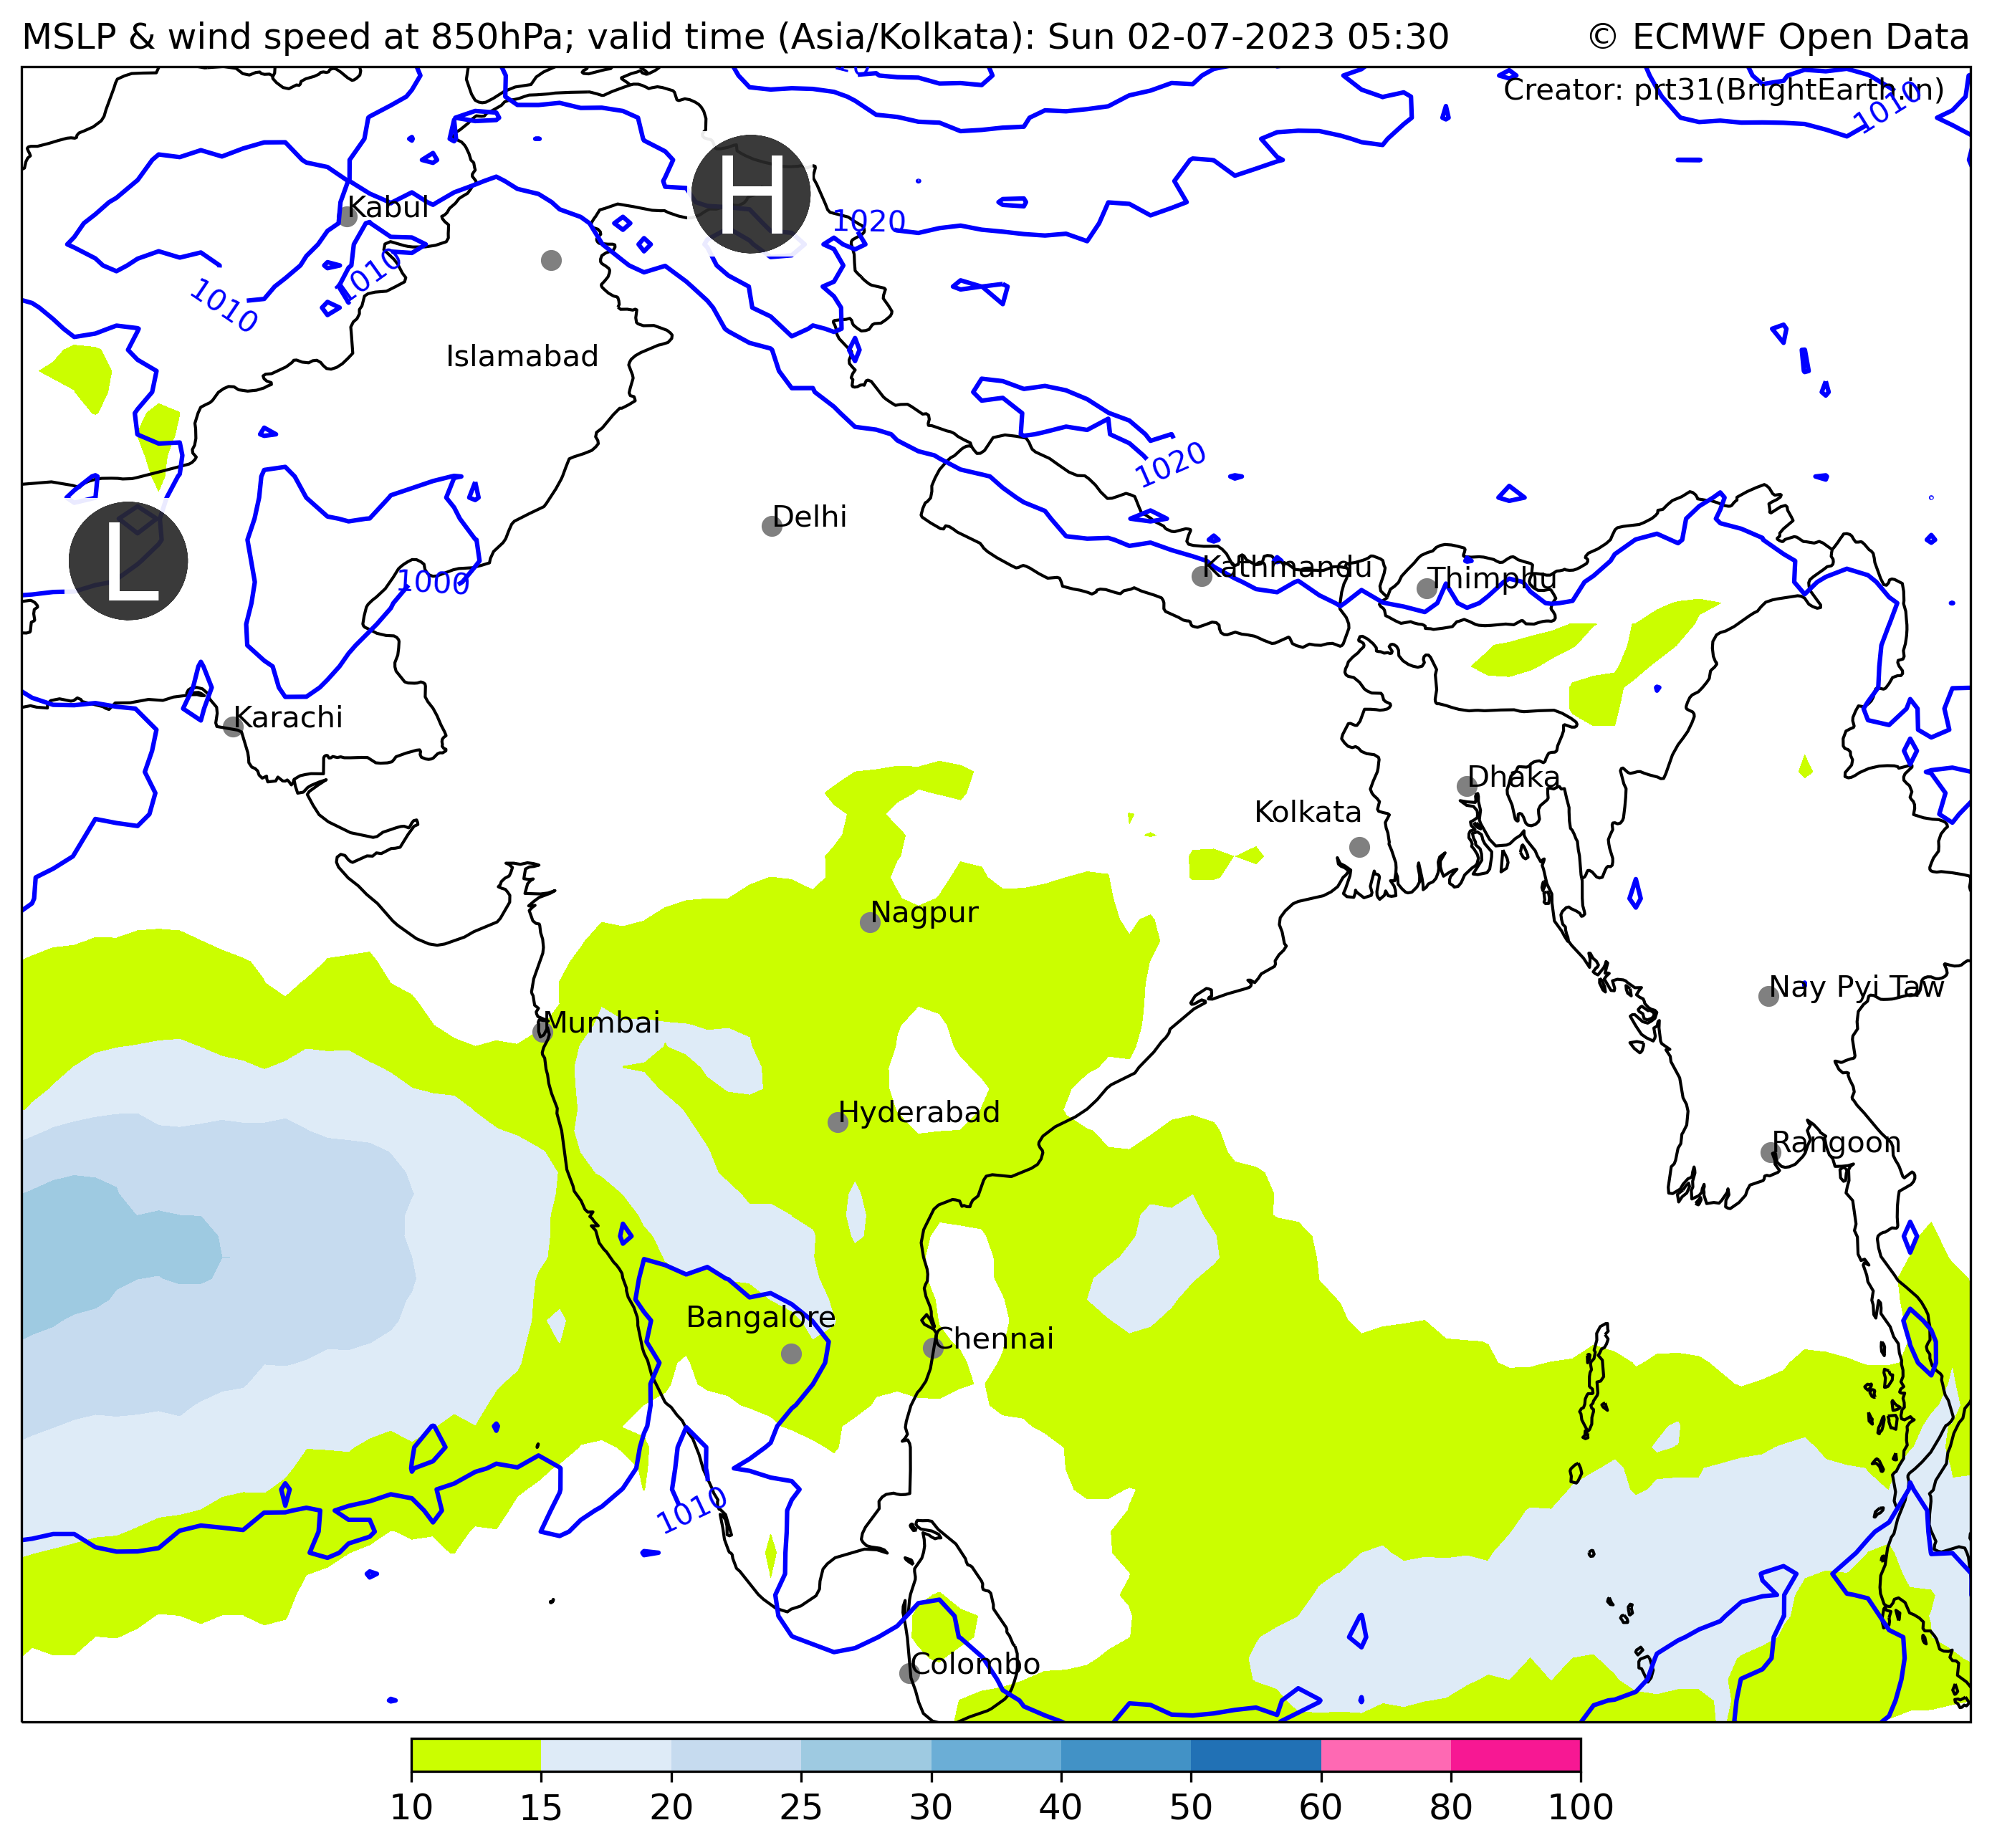 MSLP & wind speed at 850hPa; valid time (Asia/Kolkata): Sun 02-07-2023 05:30
© ECMWF Open Data
Creator: prt31(BrightEarth.in)
1010
H
Kabul
1020
1010
1010
Islamabad
1020
Delhi
L
1000
Kathmandu
Thimphu
Karachi
Dhaka
Kolkata
Nagpur
Nay Pyi Taw
Mumbai
Hyderabad
Rangoon
Bangalore
Chennai
1010
Colombo
10 15 20 25 30 40 50 60 80 100